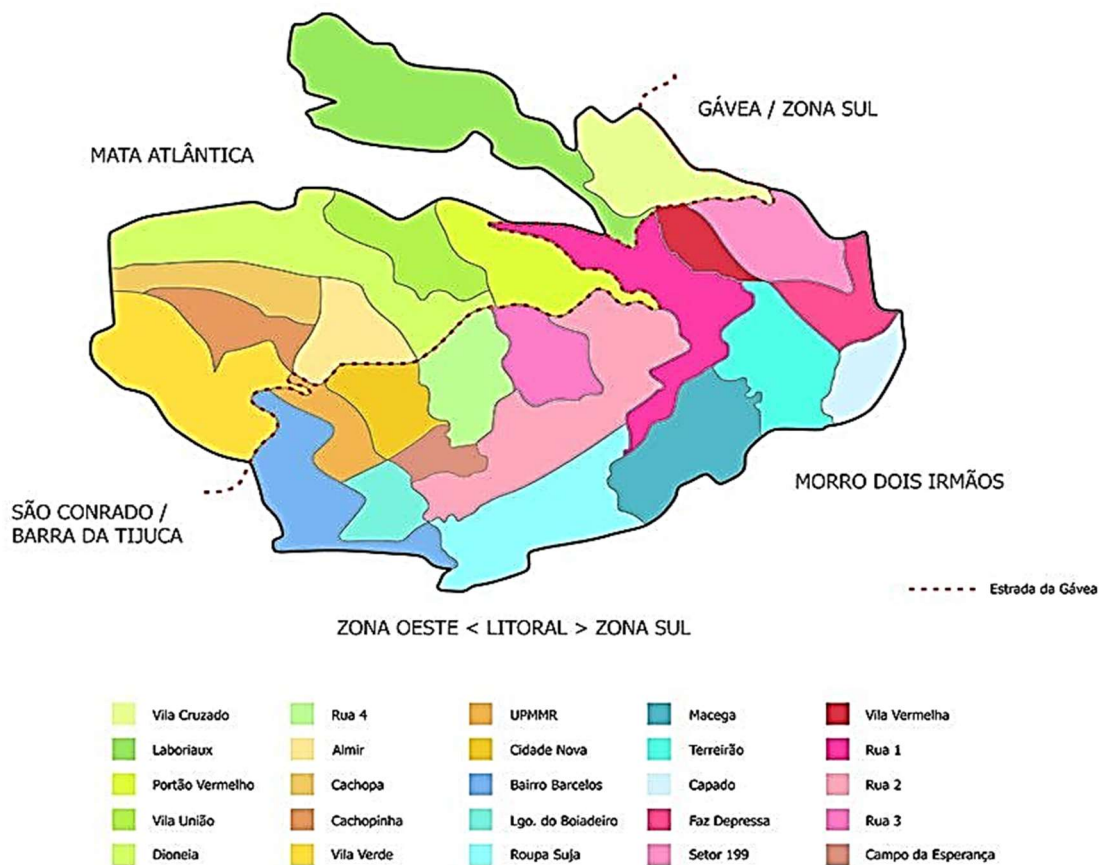 GÁVEA / ZONA SUL
MATA ATLÂNTICA
MORRO DOIS IRMÃOS
SÃO CONRADO /
BARRA DA TIJUCA
Estrada da Gávea
ZONA OESTE < LITORAL > ZONA SUL
Vila Cruzado
Laboriaux
Portão Vermelho
Vila União
Dioneia
Rua 4
Almir
Cachopa
Cachopinha
Vila Verde
UPMMR
Cidade Nova
Bairro Barcelos
Lgo. do Boiadeiro
Roupa Suja
Macega
Terreirão
Capado
Faz Depressa
Setor 199
Vila Vermelha
Rua 1
Rua 2
Rua 3
Campo da Esperança